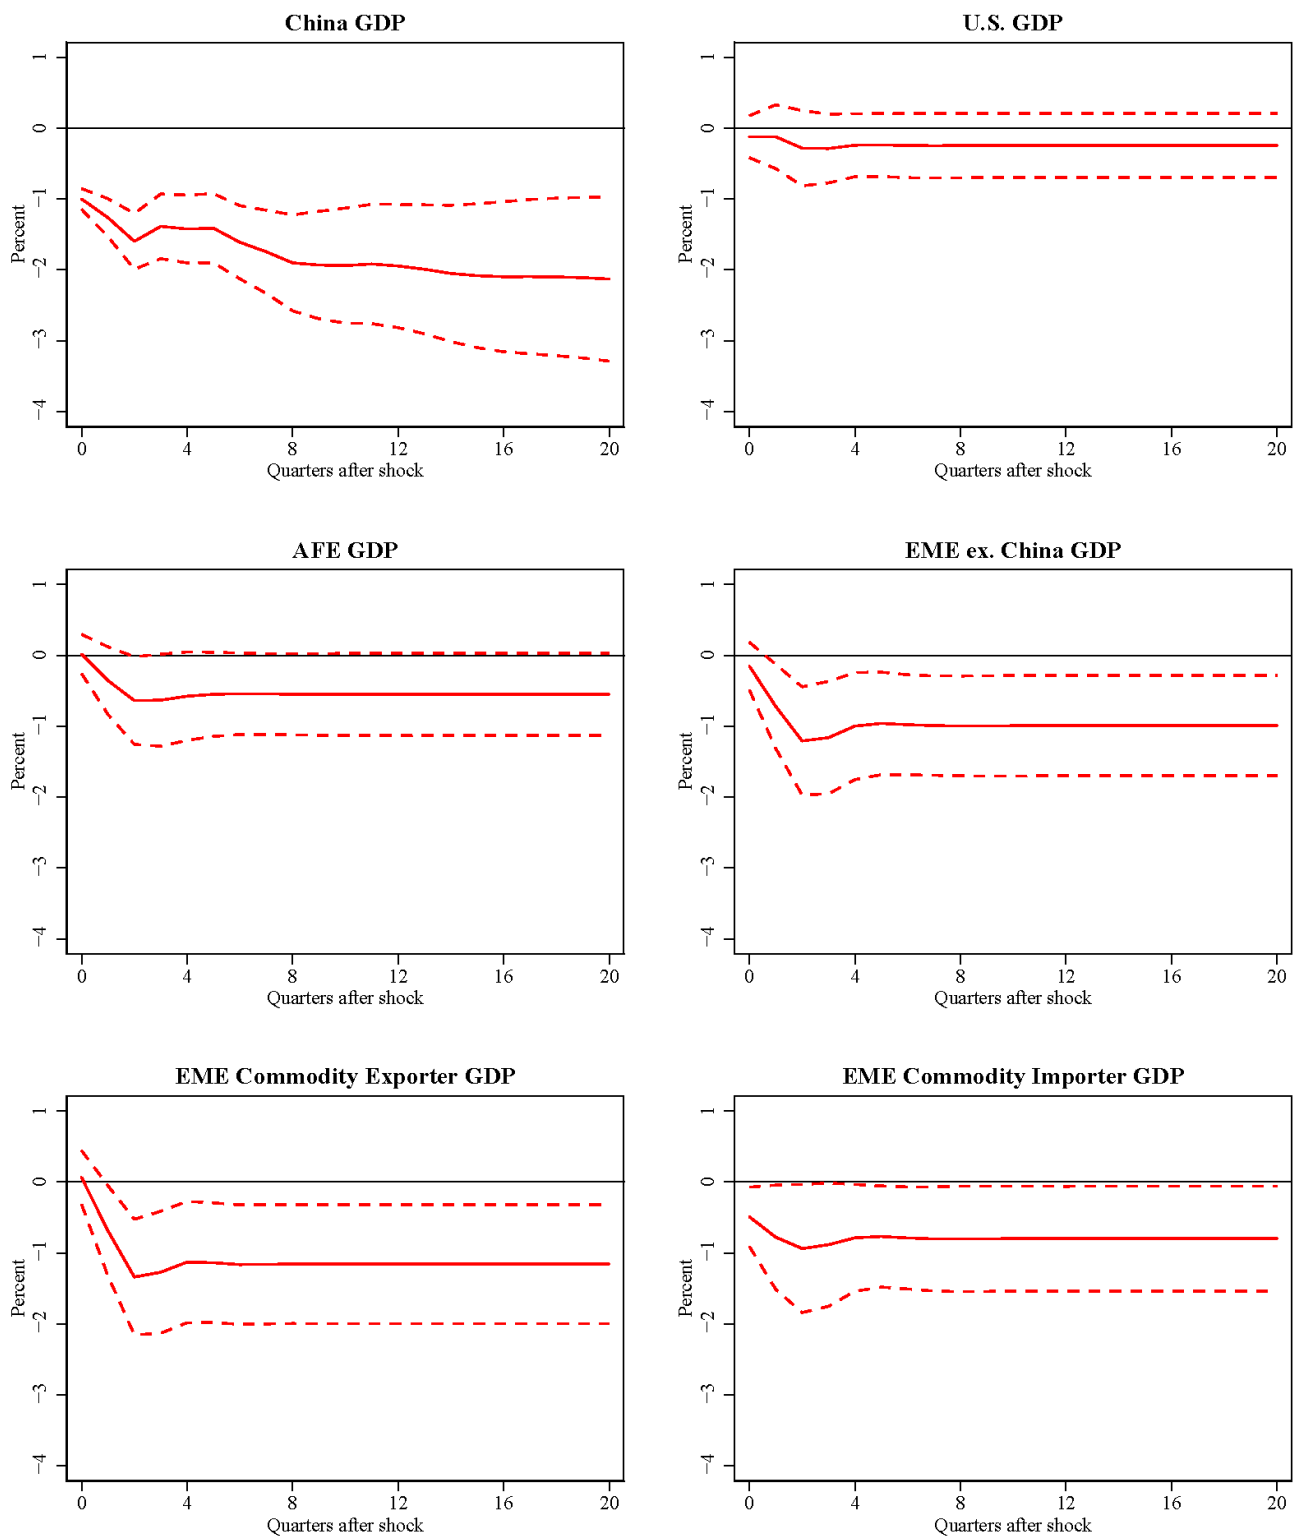 China GDP
1
0
−1
−2
−3
−4
Percent
0 4 8 12 16 20
Quarters after shock
U.S. GDP
1
0
−1
−2
−3
−4
Percent
0 4 8 12 16 20
Quarters after shock
AFE GDP
1
0
−1
−2
−3
−4
Percent
0 4 8 12 16 20
Quarters after shock
EME ex. China GDP
1
0
−1
−2
−3
−4
Percent
0 4 8 12 16 20
Quarters after shock
EME Commodity Exporter GDP
1
0
−1
−2
−3
−4
Percent
0 4 8 12 16 20
Quarters after shock
EME Commodity Importer GDP
1
0
−1
−2
−3
−4
Percent
0 4 8 12 16 20
Quarters after shock